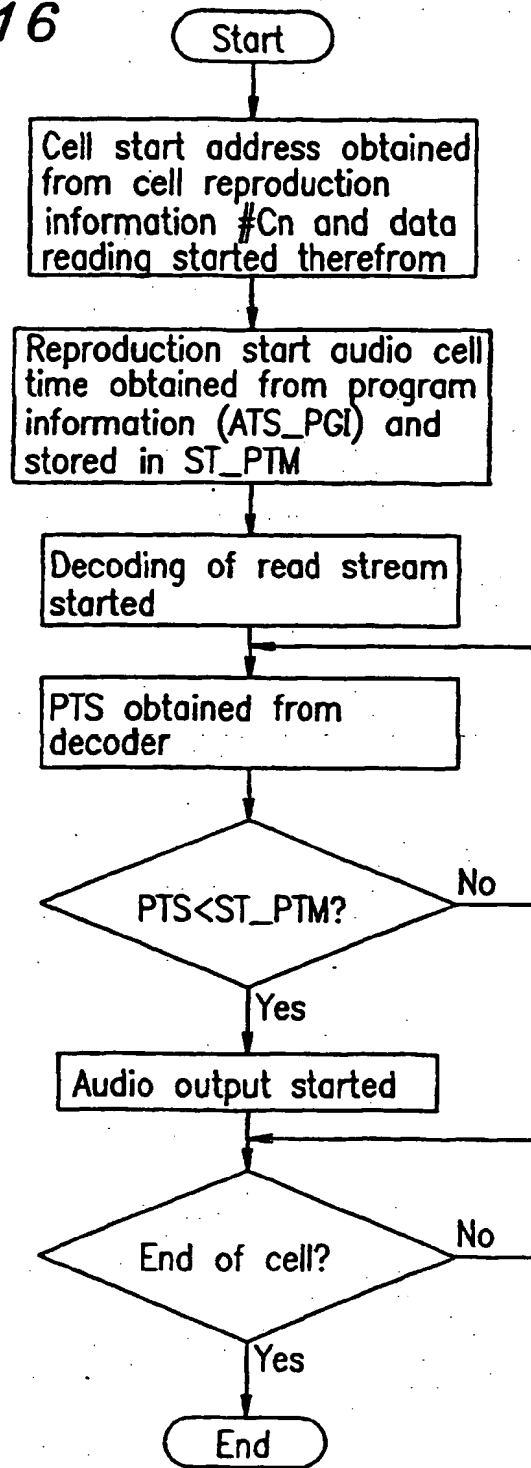 16
Start
Cell start address obtained
from cell reproduction
information #Cn and data
reading started therefrom
Reproduction start audio cell
time obtained from program
information (ATS_PGI) and
stored in ST_PTM
Decoding of read stream
started
PTS obtained from
decoder
PTS<ST_PTM?
No
Yes
Audio output started
End of cell?
No
Yes
End